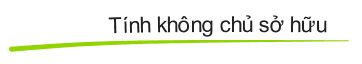 Tính không chủ sở hữu